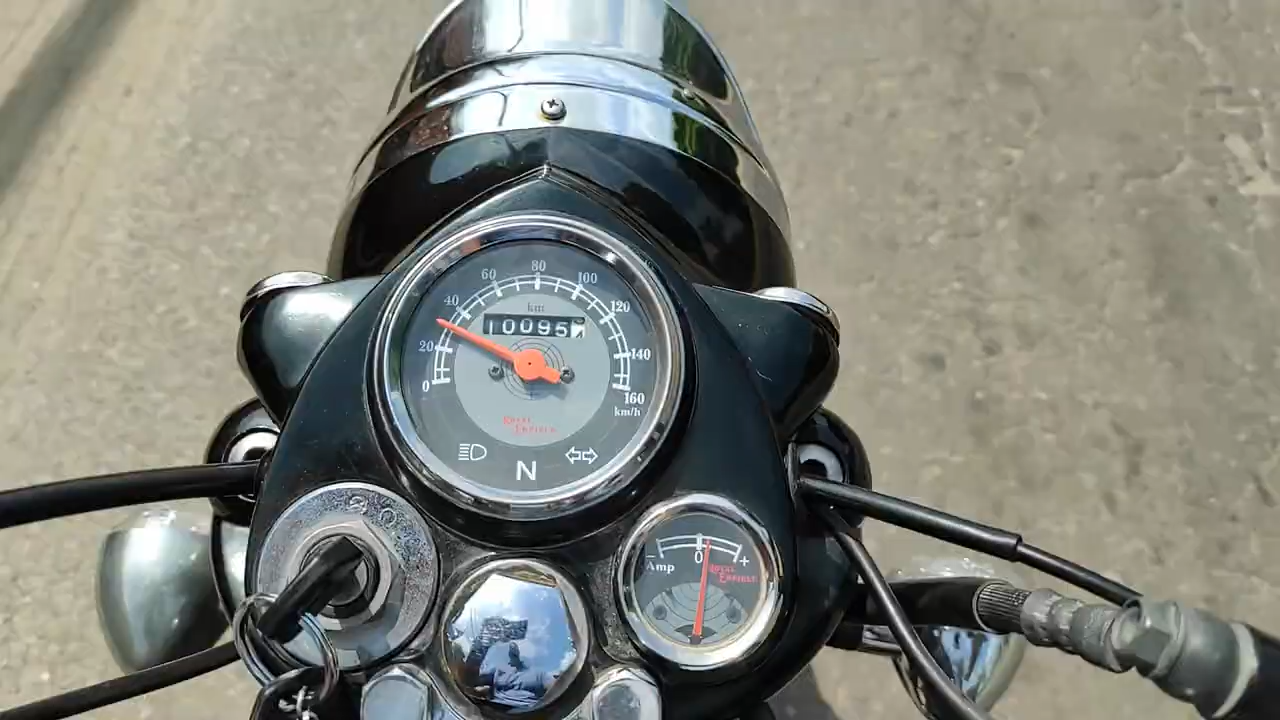 80
60
100
40
km
120
10095
20
140
0
160
km/h
ROYAL
ENFIELD
N
- 0 +
Amp
ROYAL
ENFIELD